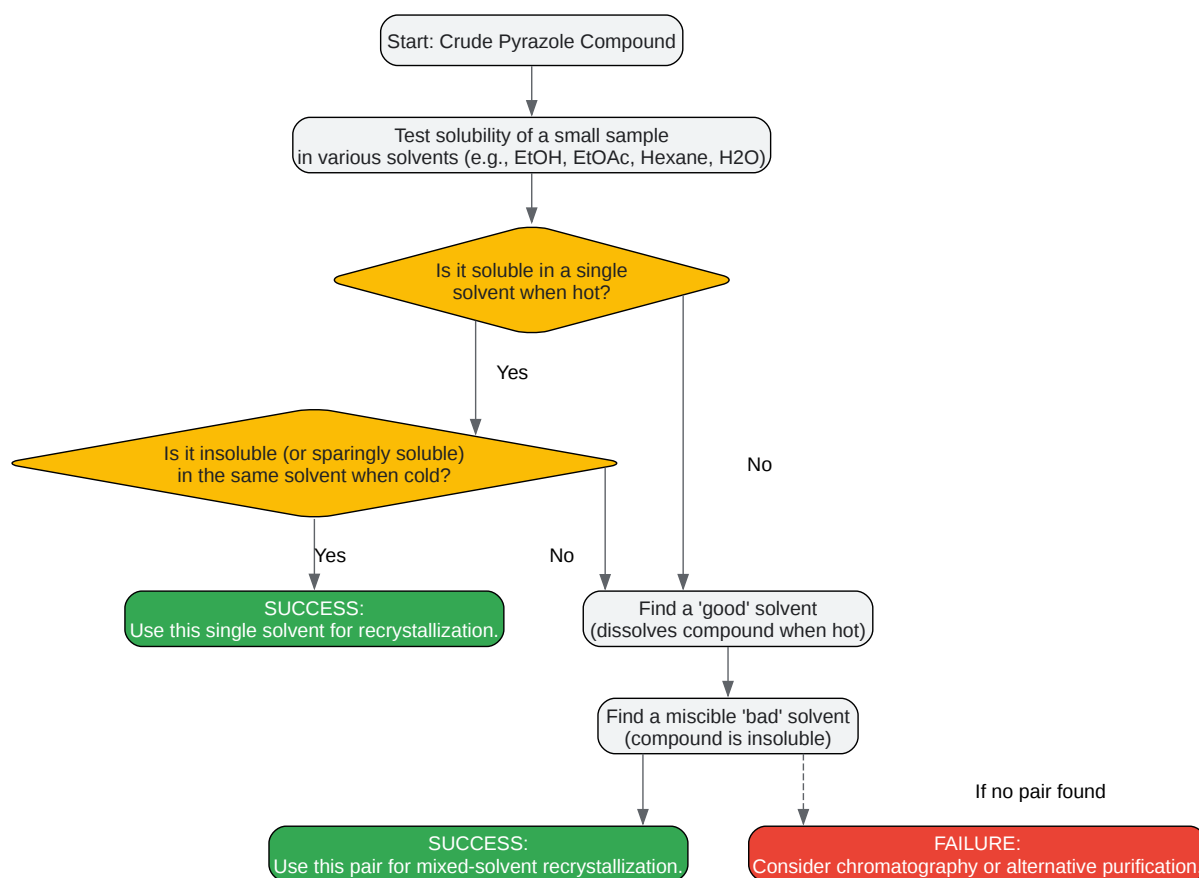 Start: Crude Pyrazole Compound
Test solubility of a small sample
in various solvents (e.g., EtOH, EtOAc, Hexane, H2O)
Is it soluble in a single
solvent when hot?
Yes
Is it insoluble (or sparingly soluble)
in the same solvent when cold?
No
Yes
No
SUCCESS:
Use this single solvent for recrystallization.
Find a 'good' solvent
(dissolves compound when hot)
Find a miscible 'bad' solvent
(compound is insoluble)
If no pair found
SUCCESS:
Use this pair for mixed-solvent recrystallization.
FAILURE:
Consider chromatography or alternative purification